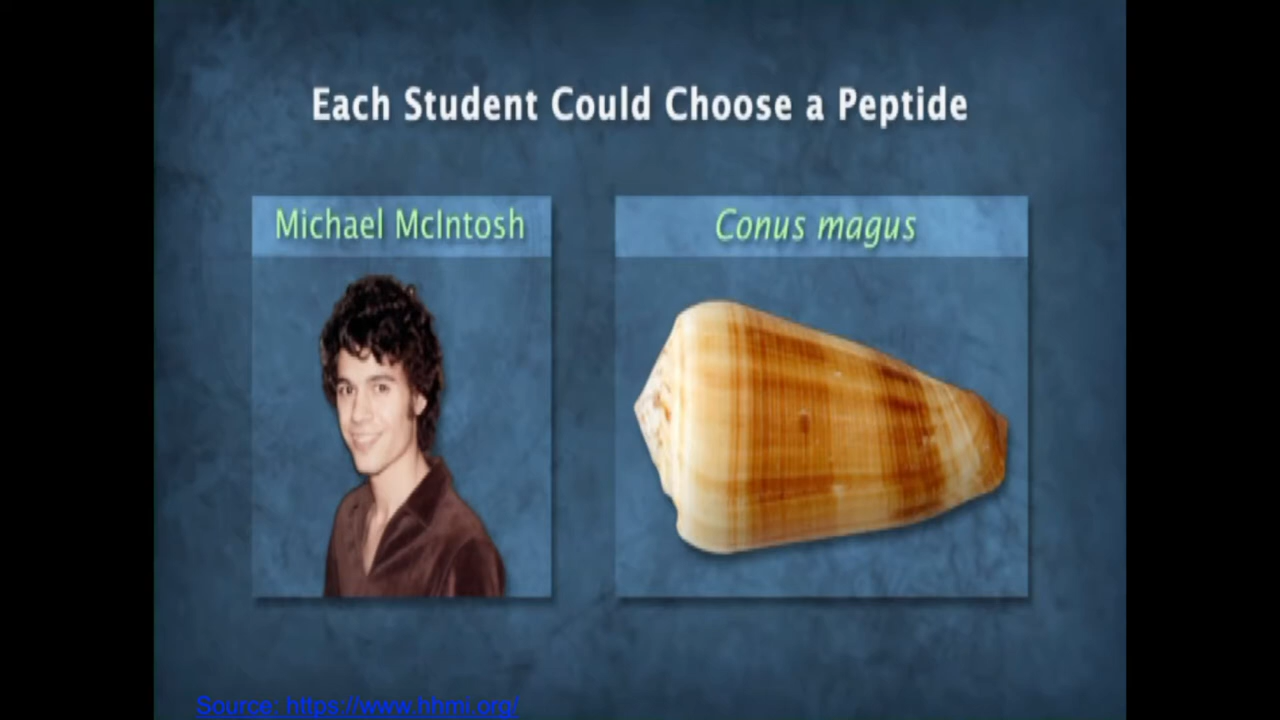 Each Student Could Choose a Peptide
Michael McIntosh
Conus magus
Source: https://www.hhmi.org/